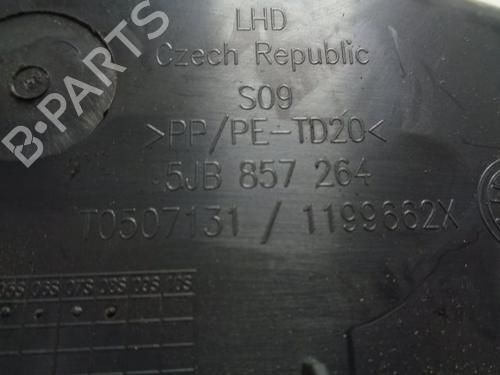 LHD
Czech Republic
S09
>PP/PE-TD20<
5JB 857 264
T0507131 / 1199662X
B-PARTS